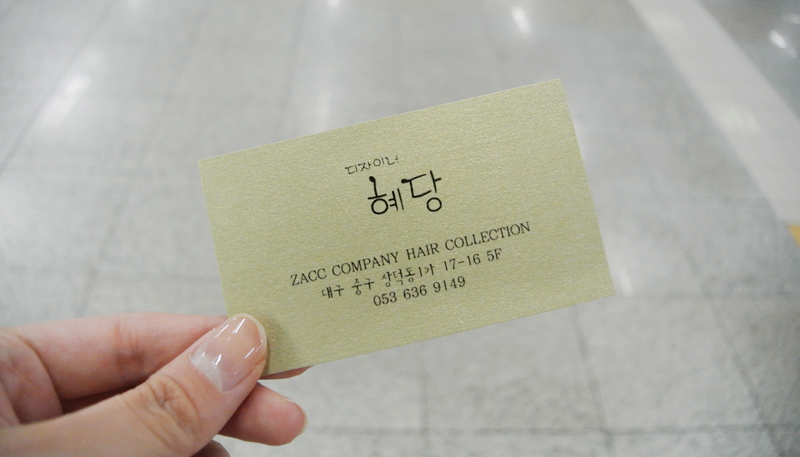 디자이너
혜당
ZACC COMPANY HAIR COLLECTION
대구 중구 삼덕동1가 17-16 5F
053 636 9149